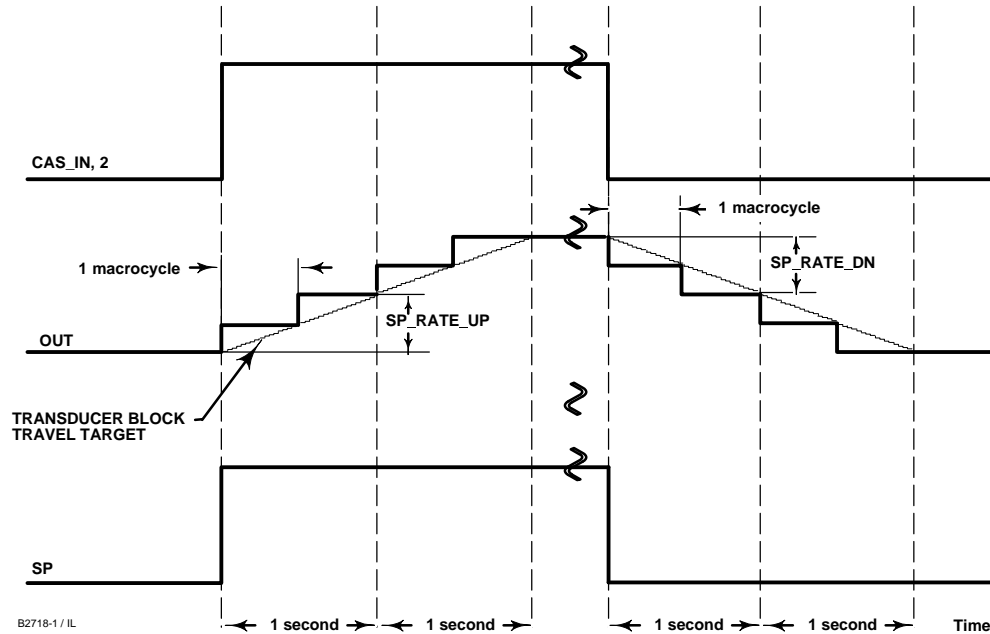 CAS_IN, 2
1 macrocycle
1 macrocycle
SP_RATE_DN
SP_RATE_UP
OUT
TRANSDUCER BLOCK
TRAVEL TARGET
SP
B2718-1 / IL
1 second
1 second
1 second
1 second
Time